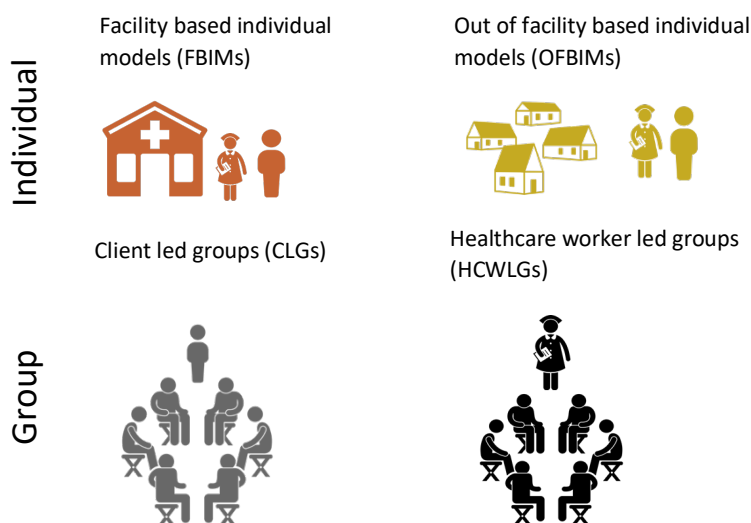 Individual
Facility based individual
models (FBIMs)
Out of facility based individual
models (OFBIMs)
Group
Client led groups (CLGs)
Healthcare worker led groups
(HCWLGs)